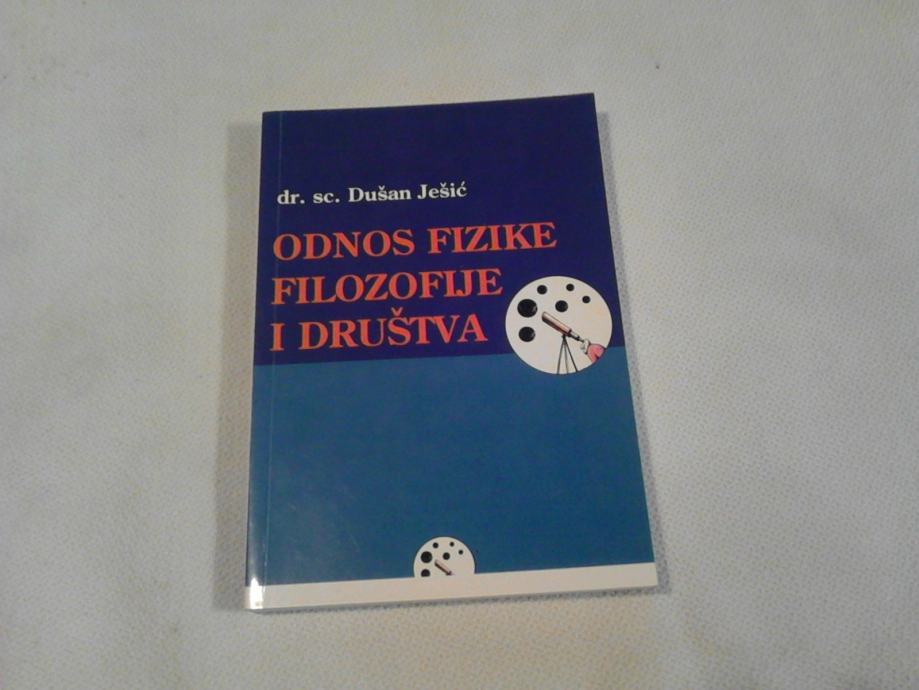 dr. sc. Dušan Ješić
ODNOS FIZIKE
FILOZOFIJE
I DRUŠTVA